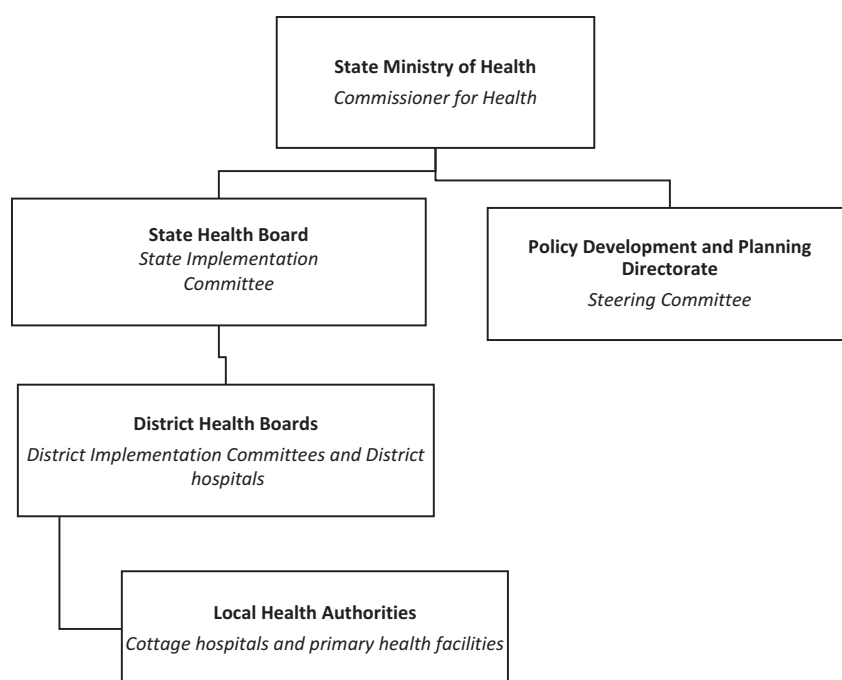 State Ministry of Health
Commissioner for Health
State Health Board
State Implementation
Committee
Policy Development and Planning
Directorate
Steering Committee
District Health Boards
District Implementation Committees and District
hospitals
Local Health Authorities
Cottage hospitals and primary health facilities